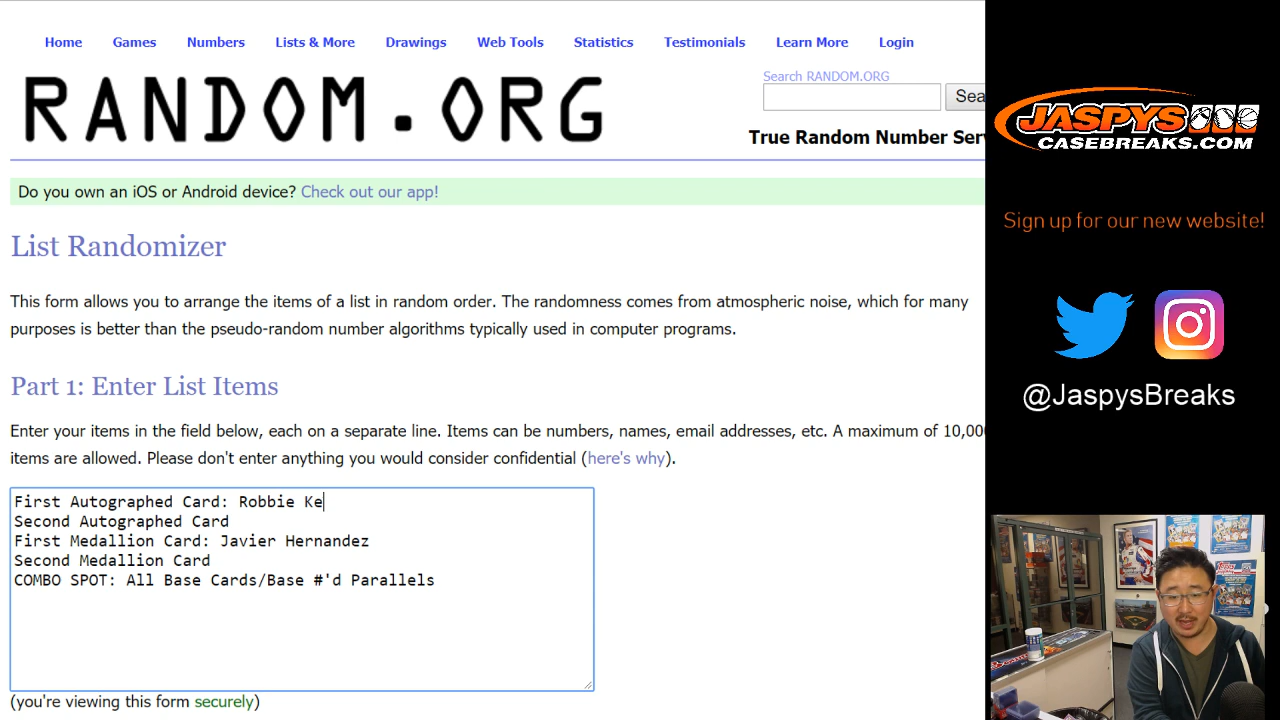 Home Games Numbers Lists & More Drawings Web Tools Statistics Testimonials Learn More Login
RANDOM.ORG
Search RANDOM.ORG
Sea
True Random Number Ser
Do you own an iOS or Android device? Check out our app!
List Randomizer
This form allows you to arrange the items of a list in random order. The randomness comes from atmospheric noise, which for many
purposes is better than the pseudo-random number algorithms typically used in computer programs.
Part 1: Enter List Items
Enter your items in the field below, each on a separate line. Items can be numbers, names, email addresses, etc. A maximum of 10,00
items are allowed. Please don't enter anything you would consider confidential (here's why).
First Autographed Card: Robbie Ke
Second Autographed Card
First Medallion Card: Javier Hernandez
Second Medallion Card
COMBO SPOT: All Base Cards/Base #'d Parallels
(you're viewing this form securely)
JASPYS
CASEBREAKS.COM
Sign up for our new website!
@JaspysBreaks